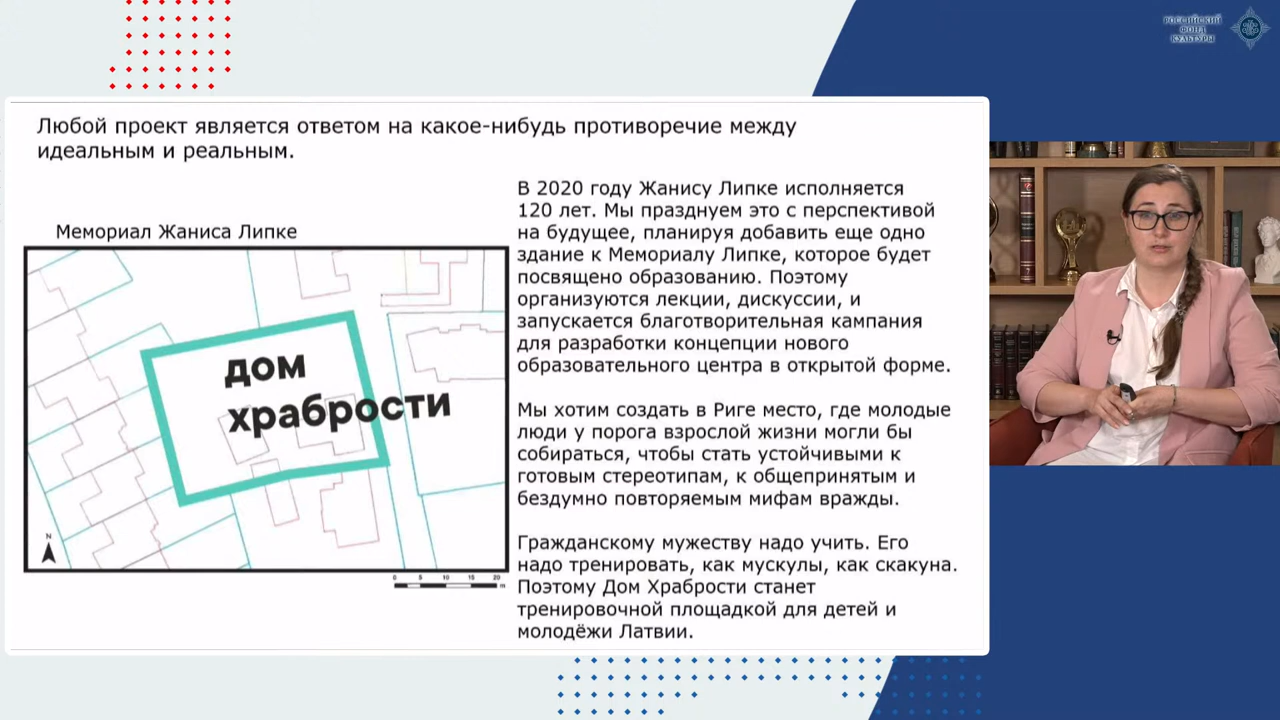 РОССИЙСКИЙ
ФОНД
КУЛЬТУРЫ
Любой проект является ответом на какое-нибудь противоречие между
идеальным и реальным.
Мемориал Жаниса Липке
дом
храбрости
N
0 5 10 15 20
m
В 2020 году Жанису Липке исполняется
120 лет. Мы празднуем это с перспективой
на будущее, планируя добавить еще одно
здание к Мемориалу Липке, которое будет
посвящено образованию. Поэтому
организуются лекции, дискуссии, и
запускается благотворительная кампания
для разработки концепции нового
образовательного центра в открытой форме.
Мы хотим создать в Риге место, где молодые
люди у порога взрослой жизни могли бы
собираться, чтобы стать устойчивыми к
готовым стереотипам, к общепринятым и
бездумно повторяемым мифам вражды.
Гражданскому мужеству надо учить. Его
надо тренировать, как мускулы, как скакуна.
Поэтому Дом Храбрости станет
тренировочной площадкой для детей и
молодёжи Латвии.